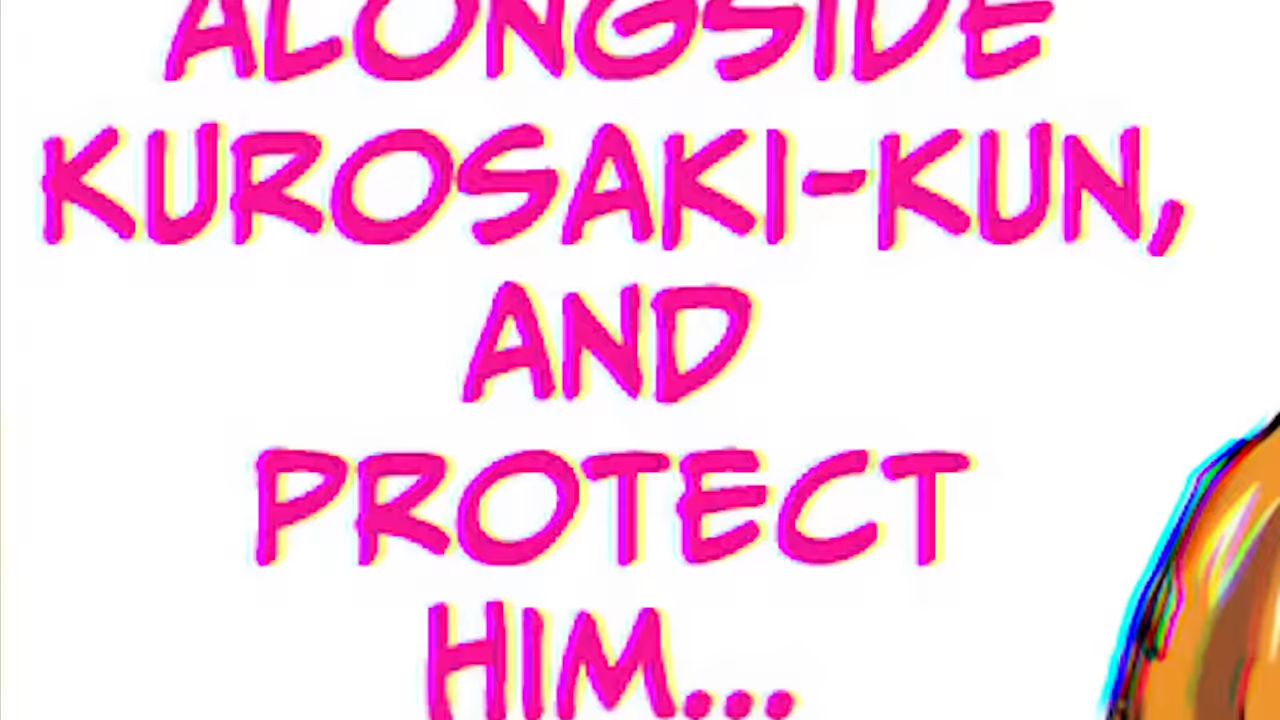 ALONGSIDE
KUROSAKI-KUN,
AND
PROTECT
HIM...